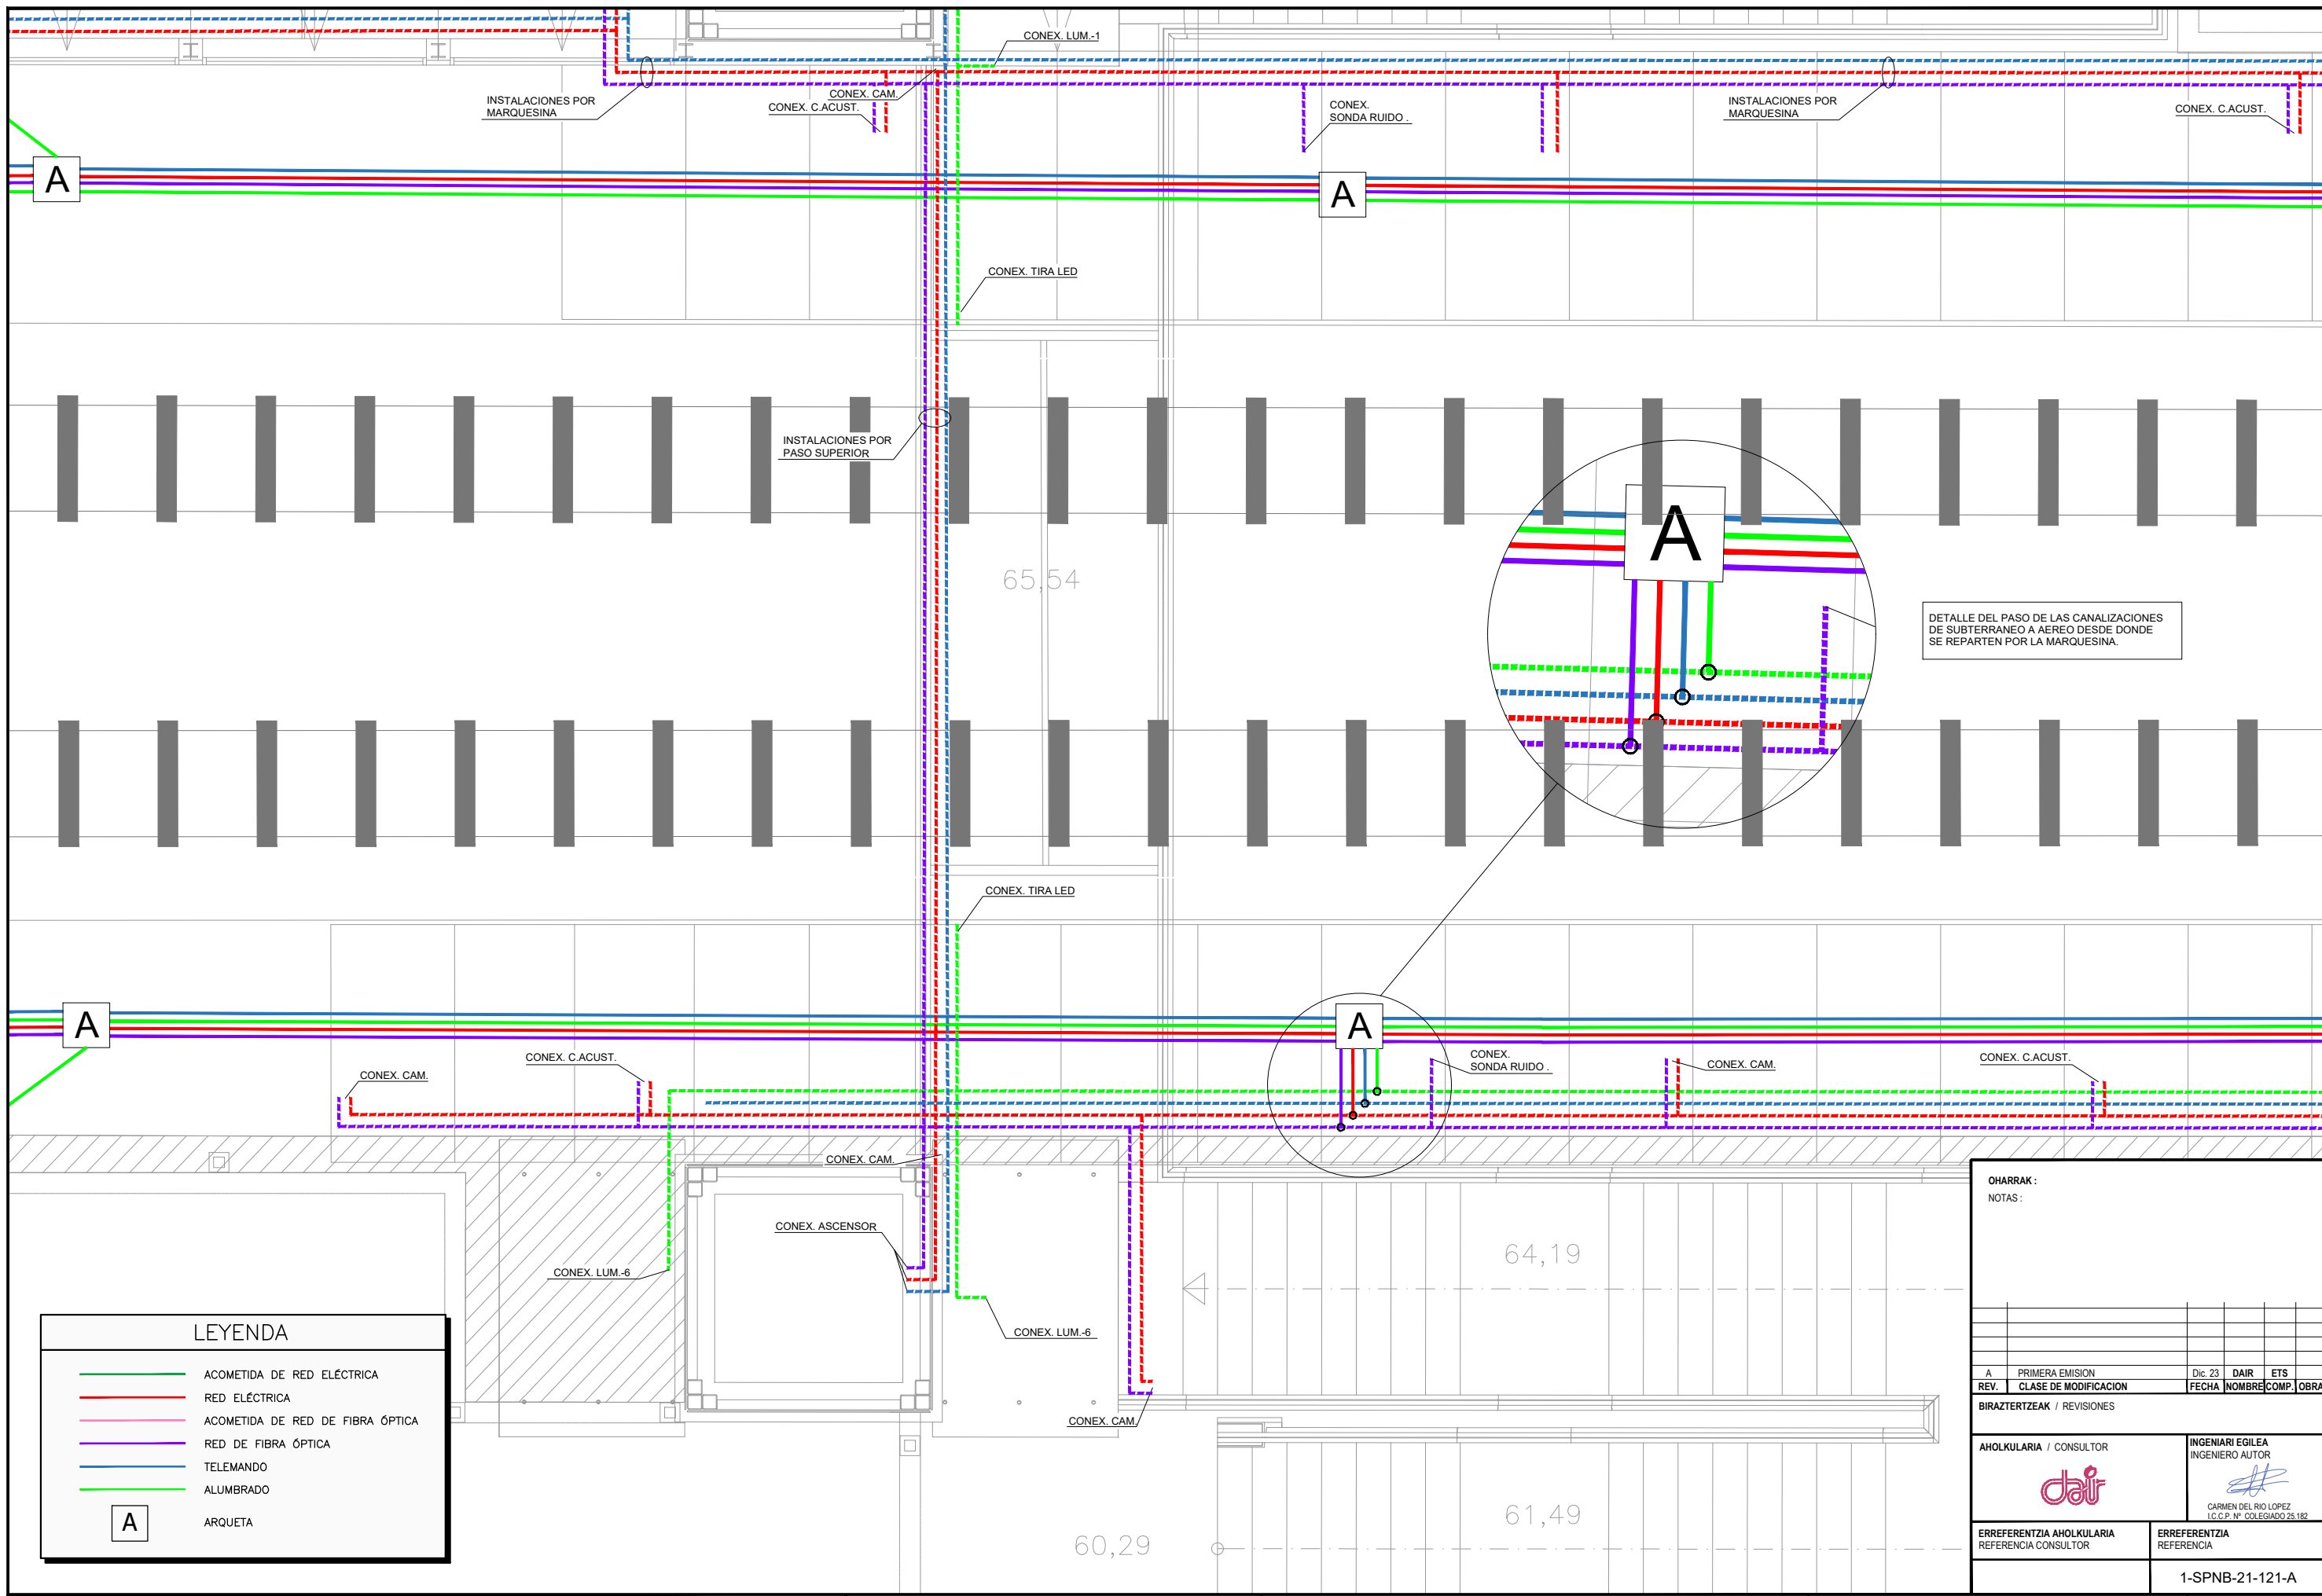 CONEX. LUM.-1
INSTALACIONES POR
MARQUESINA
CONEX. CAM.
CONEX. C.ACUST.
CONEX.
SONDA RUIDO .
INSTALACIONES POR
MARQUESINA
CONEX. C.ACUST.
A
A
CONEX. TIRA LED
INSTALACIONES POR
PASO SUPERIOR
A
65,54
DETALLE DEL PASO DE LAS CANALIZACIONES
DE SUBTERRANEO A AEREO DESDE DONDE
SE REPARTEN POR LA MARQUESINA.
CONEX. TIRA LED
A
A
CONEX. CAM.
CONEX. C.ACUST.
CONEX.
SONDA RUIDO .
CONEX. CAM.
CONEX. C.ACUST.
CONEX. CAM.
CONEX. ASCENSOR
CONEX. LUM.-6
CONEX. LUM.-6
CONEX. CAM.
64,19
61,49
60,29
LEYENDA
ACOMETIDA DE RED ELÉCTRICA
RED ELÉCTRICA
ACOMETIDA DE RED DE FIBRA ÓPTICA
RED DE FIBRA ÓPTICA
TELEMANDO
ALUMBRADO
A ARQUETA
OHARRAK :
NOTAS :
A PRIMERA EMISION Dic. 23 DAIR ETS
REV. CLASE DE MODIFICACION FECHA NOMBRE COMP. OBRA
BIRAZTERTZEAK / REVISIONES
AHOLKULARIA / CONSULTOR
dair
INGENIARI EGILEA
INGENIERO AUTOR
CARMEN DEL RIO LOPEZ
I.C.C.P. Nº COLEGIADO 25.182
ERREFERENTZIA AHOLKULARIA
REFERENCIA CONSULTOR
ERREFERENTZIA
REFERENCIA
1-SPNB-21-121-A